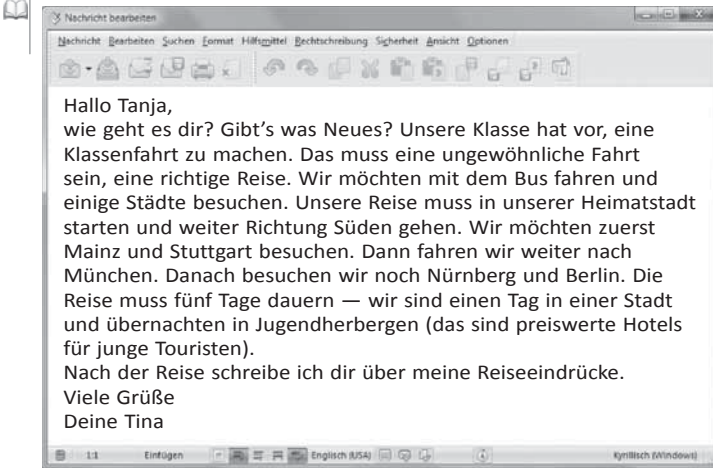 Nachricht bearbeiten
Nachricht Bearbeiten Suchen Format Hilfsmittel Rechtschreibung Sicherheit Ansicht Optionen
Hallo Tanja,
wie geht es dir? Gibt's was Neues? Unsere Klasse hat vor, eine
Klassenfahrt zu machen. Das muss eine ungewöhnliche Fahrt
sein, eine richtige Reise. Wir möchten mit dem Bus fahren und
einige Städte besuchen. Unsere Reise muss in unserer Heimatstadt
starten und weiter Richtung Süden gehen. Wir möchten zuerst
Mainz und Stuttgart besuchen. Dann fahren wir weiter nach
München. Danach besuchen wir noch Nürnberg und Berlin. Die
Reise muss fünf Tage dauern — wir sind einen Tag in einer Stadt
und übernachten in Jugendherbergen (das sind preiswerte Hotels
für junge Touristen).
Nach der Reise schreibe ich dir über meine Reiseeindrücke.
Viele Grüße
Deine Tina
1:1 Einfügen Englisch (USA) Kyrillisch (Windows)